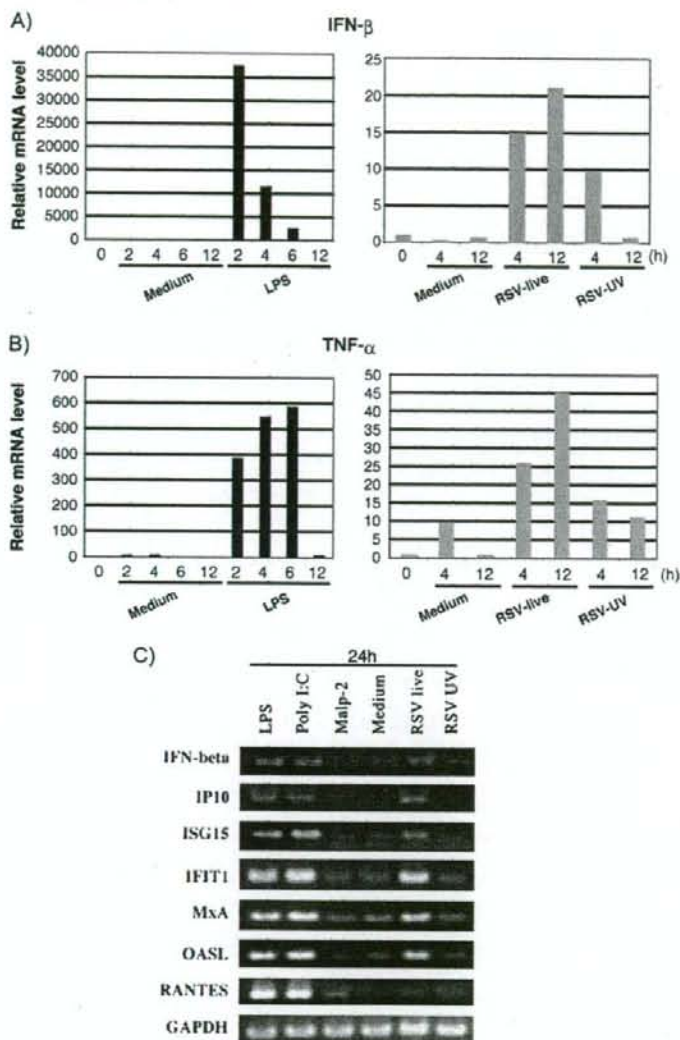 A)
IFN-β
Relative mRNA level
40000
35000
30000
25000
20000
15000
10000
5000
0
0 2 4 6 12 2 4 6 12
Medium LPS
25
20
15
10
5
0
0 4 12 4 12 4 12 (h)
Medium RSV-live RSV-UV
B)
TNF-α
Relative mRNA level
700
600
500
400
300
200
100
0
0 2 4 6 12 2 4 6 12
Medium LPS
50
45
40
35
30
25
20
15
10
5
0
0 4 12 4 12 4 12 (h)
Medium RSV-live RSV-UV
C)
24h
LPS Poly I:C Malp-2 Medium RSV live RSV UV
IFN-beta
IP10
ISG15
IFIT1
MxA
OASL
RANTES
GAPDH